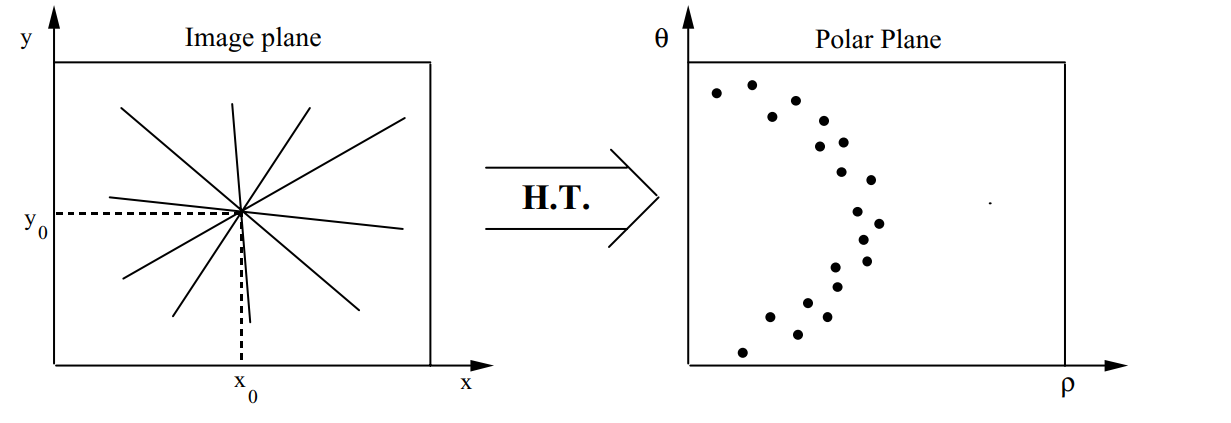 y
Image plane
θ
Polar Plane
y0
H.T.
x0
x
ρ